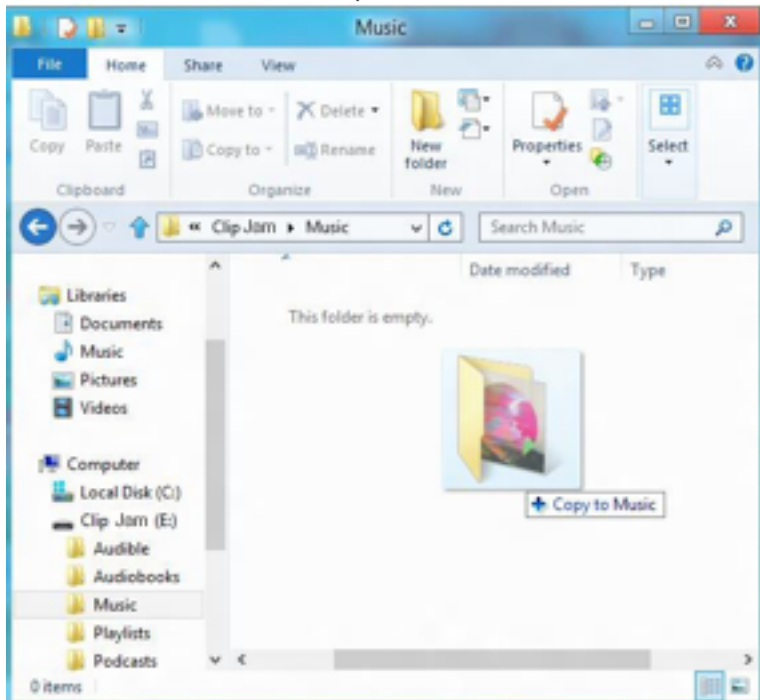 Music
File Home Share View
Copy Paste Move to Copy to Delete Rename New folder Properties Select
Clipboard Organize New Open
« Clip Jam Music Search Music
Date modified Type
This folder is empty.
Libraries
Documents
Music
Pictures
Videos
Computer
Local Disk (C:)
Clip Jam (E:)
Audible
Audiobooks
Music
Playlists
Podcasts
Copy to Music
0 items